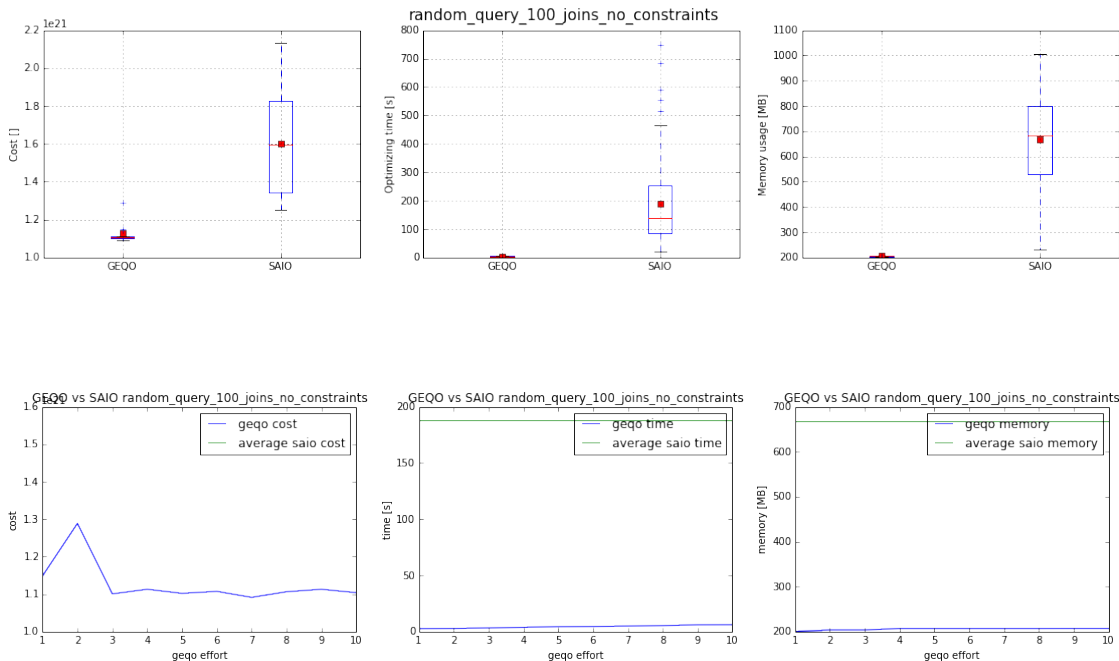 random_query_100_joins_no_constraints
1e21
2.2
2.0
1.8
1.6
1.4
1.2
1.0
Cost []
GEQO
SAIO
800
700
600
500
400
300
200
100
0
Optimizing time [s]
GEQO
SAIO
1100
1000
900
800
700
600
500
400
300
200
Memory usage [MB]
GEQO
SAIO
GEQO vs SAIO random_query_100_joins_no_constraints
1e21
1.6
1.5
1.4
1.3
1.2
1.1
1.0
cost
geqo cost
average saio cost
1 2 3 4 5 6 7 8 9 10
geqo effort
GEQO vs SAIO random_query_100_joins_no_constraints
200
150
100
50
0
time [s]
geqo time
average saio time
1 2 3 4 5 6 7 8 9 10
geqo effort
GEQO vs SAIO random_query_100_joins_no_constraints
700
600
500
400
300
200
memory [MB]
geqo memory
average saio memory
1 2 3 4 5 6 7 8 9 10
geqo effort